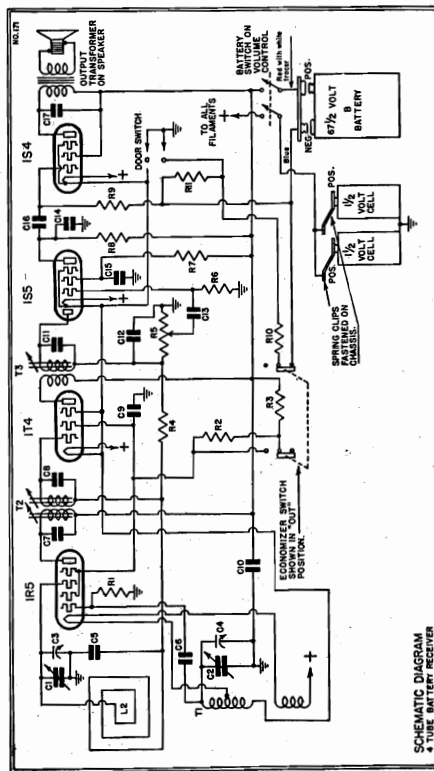 NO. 171
OUTPUT
TRANSFORMER
ON SPEAKER
C17
1S4
C16
C14
R9
R8
DOOR SWITCH
R11
TO ALL
FILAMENTS
BATTERY
SWITCH ON
VOLUME
CONTROL
Red with white
tracer
Blue
POS.
NEG.
67½ VOLT
B
BATTERY
POS.
1½
VOLT
CELL
POS.
1½
VOLT
CELL
SPRING CLIPS
FASTENED ON
CHASSIS.
1S5
C15
R7
R6
C13
C12
R5
C11
T3
R10
R3
R2
R4
C9
1T4
C8
T2
C7
ECONOMIZER SWITCH
SHOWN IN "OUT"
POSITION.
C10
1R5
R1
C3
C1
C5
C6
L2
C4
C2
T1
SCHEMATIC DIAGRAM
4 TUBE BATTERY RECEIVER